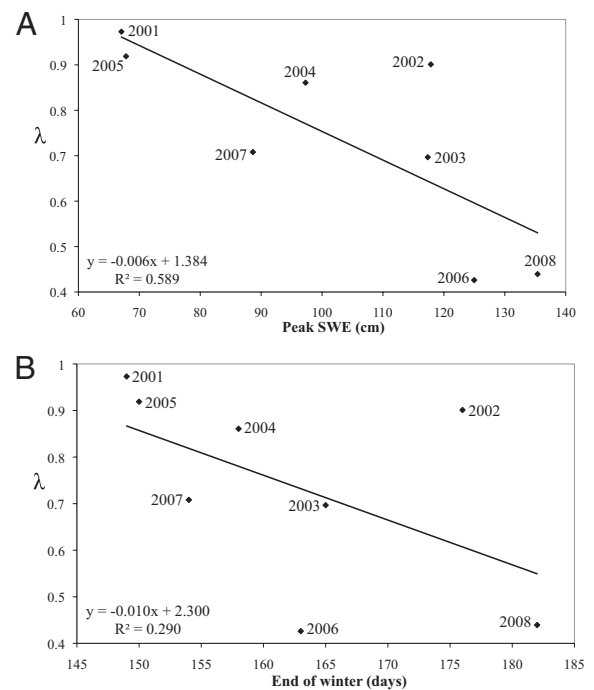 A
1
0.9
0.8
0.7
0.6
0.5
0.4
λ
2001
2005
2004
2002
2007
2003
2006
2008
y = -0.006x + 1.384
R² = 0.589
60 70 80 90 100 110 120 130 140
Peak SWE (cm)
B
1
0.9
0.8
0.7
0.6
0.5
0.4
λ
2001
2005
2004
2002
2007
2003
2006
2008
y = -0.010x + 2.300
R² = 0.290
145 150 155 160 165 170 175 180 185
End of winter (days)